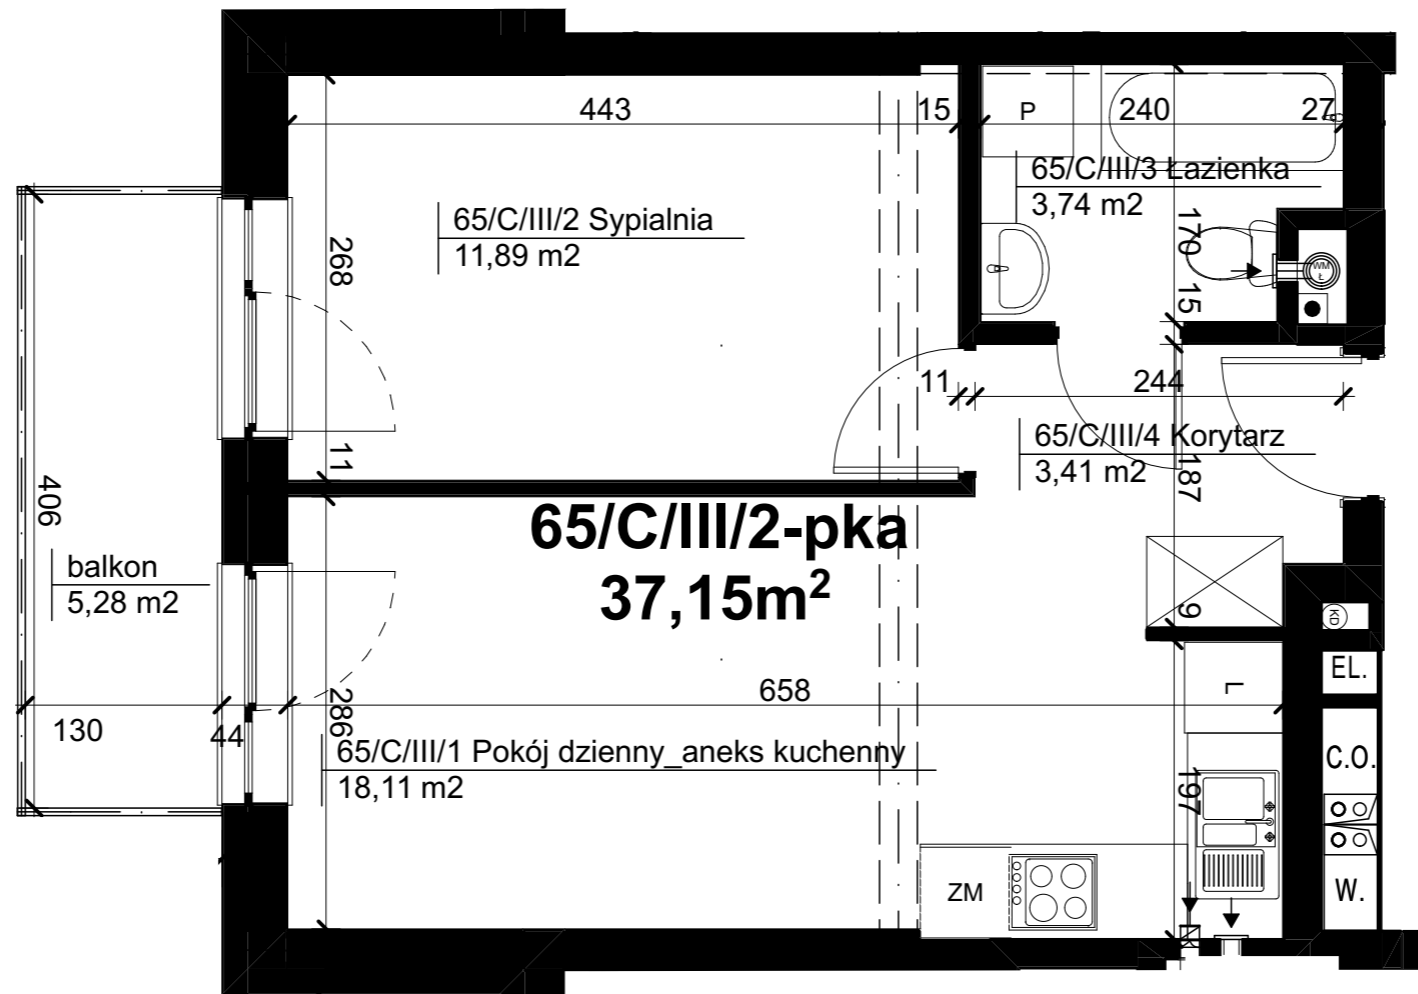 443
15
P
240
27
65/C/III/3 Łazienka
3,74 m2
65/C/III/2 Sypialnia
11,89 m2
268
170
WM
Ł
15
11
244
65/C/III/4 Korytarz
3,41 m2
11
187
406
65/C/III/2-pka
37,15m²
balkon
5,28 m2
9
KD
EL.
L
658
286
130
44
65/C/III/1 Pokój dzienny_aneks kuchenny
18,11 m2
197
C.O.
ZM
W.